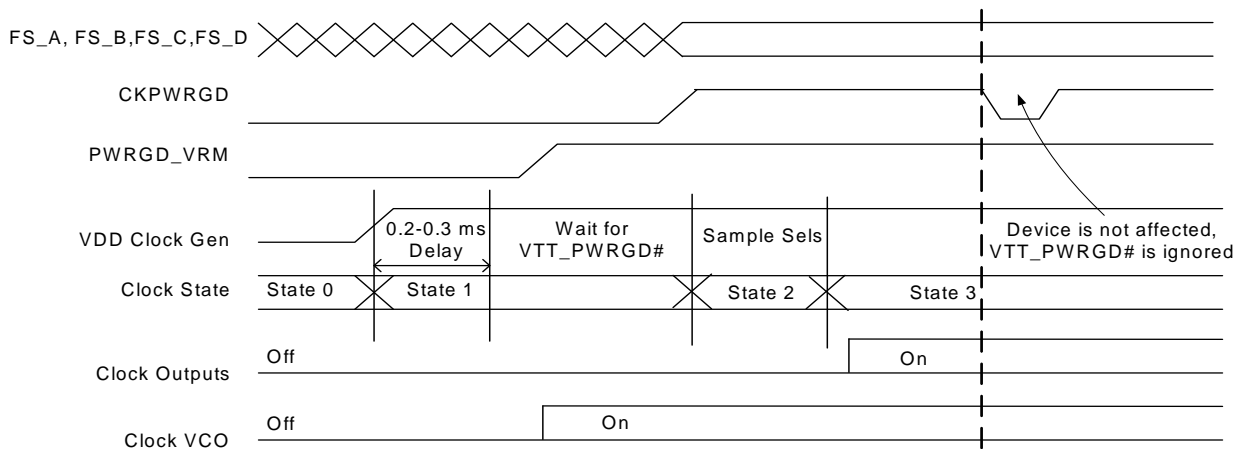 FS_A, FS_B,FS_C,FS_D
CKPWRGD
PWRGD_VRM
VDD Clock Gen
0.2-0.3 ms
Delay
Wait for
VTT_PWRGD#
Sample Sels
Device is not affected,
VTT_PWRGD# is ignored
Clock State
State 0
State 1
State 2
State 3
Clock Outputs
Off
On
Clock VCO
Off
On